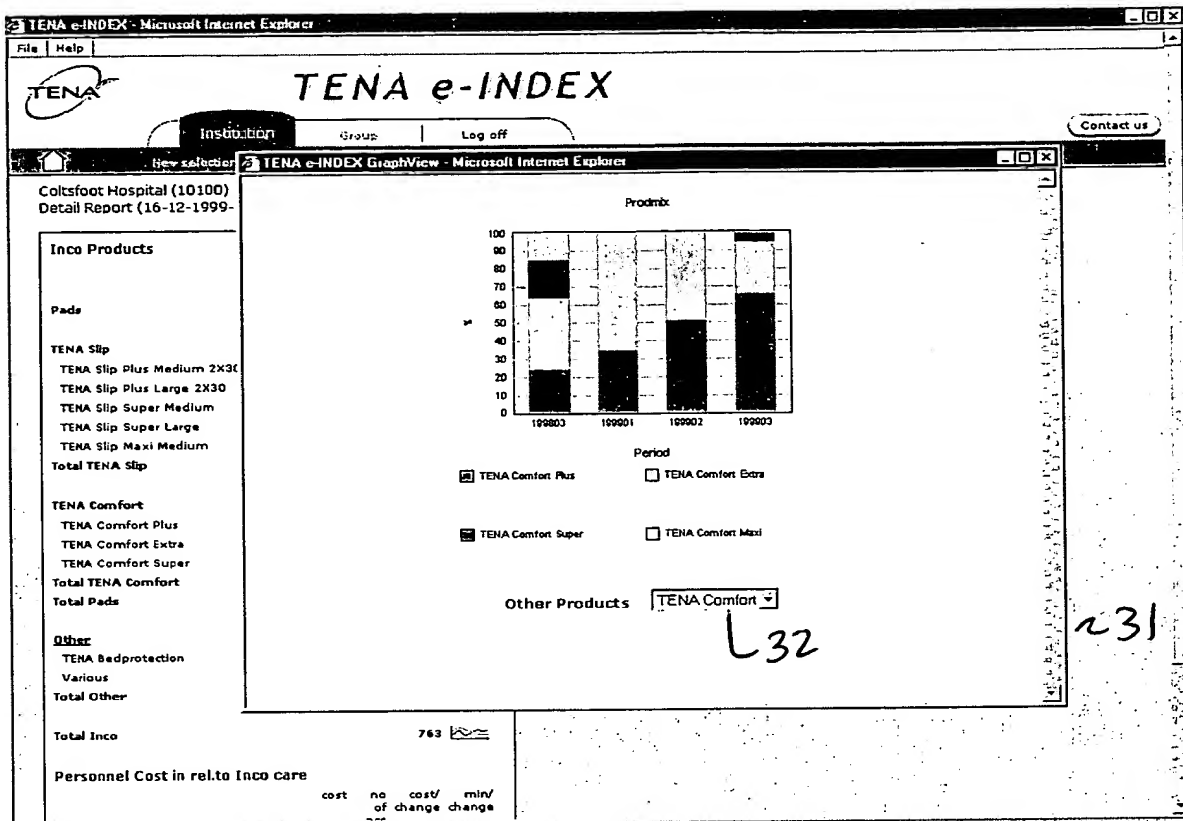 TENA e-INDEX - Microsoft Internet Explorer
File Help
TENA
TENA e-INDEX
Institution Group Log off
Contact us
New selection
TENA e-INDEX GraphView - Microsoft Internet Explorer
Coltsfoot Hospital (10100)
Detail Report (16-12-1999-
Inco Products
Pads
TENA Slip
TENA Slip Plus Medium 2X30
TENA Slip Plus Large 2X30
TENA Slip Super Medium
TENA Slip Super Large
TENA Slip Maxi Medium
Total TENA Slip
TENA Comfort
TENA Comfort Plus
TENA Comfort Extra
TENA Comfort Super
Total TENA Comfort
Total Pads
Other
TENA Bedprotection
Various
Total Other
Total Inco 763
Personnel Cost in rel.to Inco care
cost no cost/ min/
of change change
Prodmix
100
90
80
70
60
50
40
30
20
10
0
%
199803 199901 199902 199903
Period
TENA Comfort Plus TENA Comfort Extra
TENA Comfort Super TENA Comfort Maxi
Other Products TENA Comfort
32
31